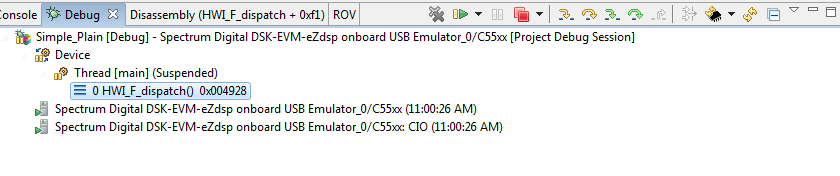 Console Debug Disassembly (HWI_F_dispatch + 0xf1) ROV
Simple_Plain [Debug] - Spectrum Digital DSK-EVM-eZdsp onboard USB Emulator_0/C55xx [Project Debug Session]
Device
Thread [main] (Suspended)
0 HWI_F_dispatch() 0x004928
Spectrum Digital DSK-EVM-eZdsp onboard USB Emulator_0/C55xx (11:00:26 AM)
Spectrum Digital DSK-EVM-eZdsp onboard USB Emulator_0/C55xx: CIO (11:00:26 AM)